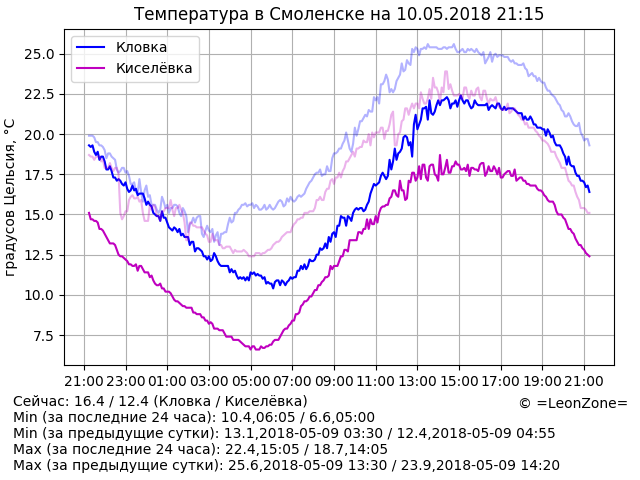 Температура в Смоленске на 10.05.2018 21:15
Кловка
Киселёвка
градусов Цельсия, °C
25.0
22.5
20.0
17.5
15.0
12.5
10.0
7.5
21:00 23:00 01:00 03:00 05:00 07:00 09:00 11:00 13:00 15:00 17:00 19:00 21:00
Сейчас: 16.4 / 12.4 (Кловка / Киселёвка)
© =LeonZone=
Min (за последние 24 часа): 10.4,06:05 / 6.6,05:00
Min (за предыдущие сутки): 13.1,2018-05-09 03:30 / 12.4,2018-05-09 04:55
Max (за последние 24 часа): 22.4,15:05 / 18.7,14:05
Max (за предыдущие сутки): 25.6,2018-05-09 13:30 / 23.9,2018-05-09 14:20